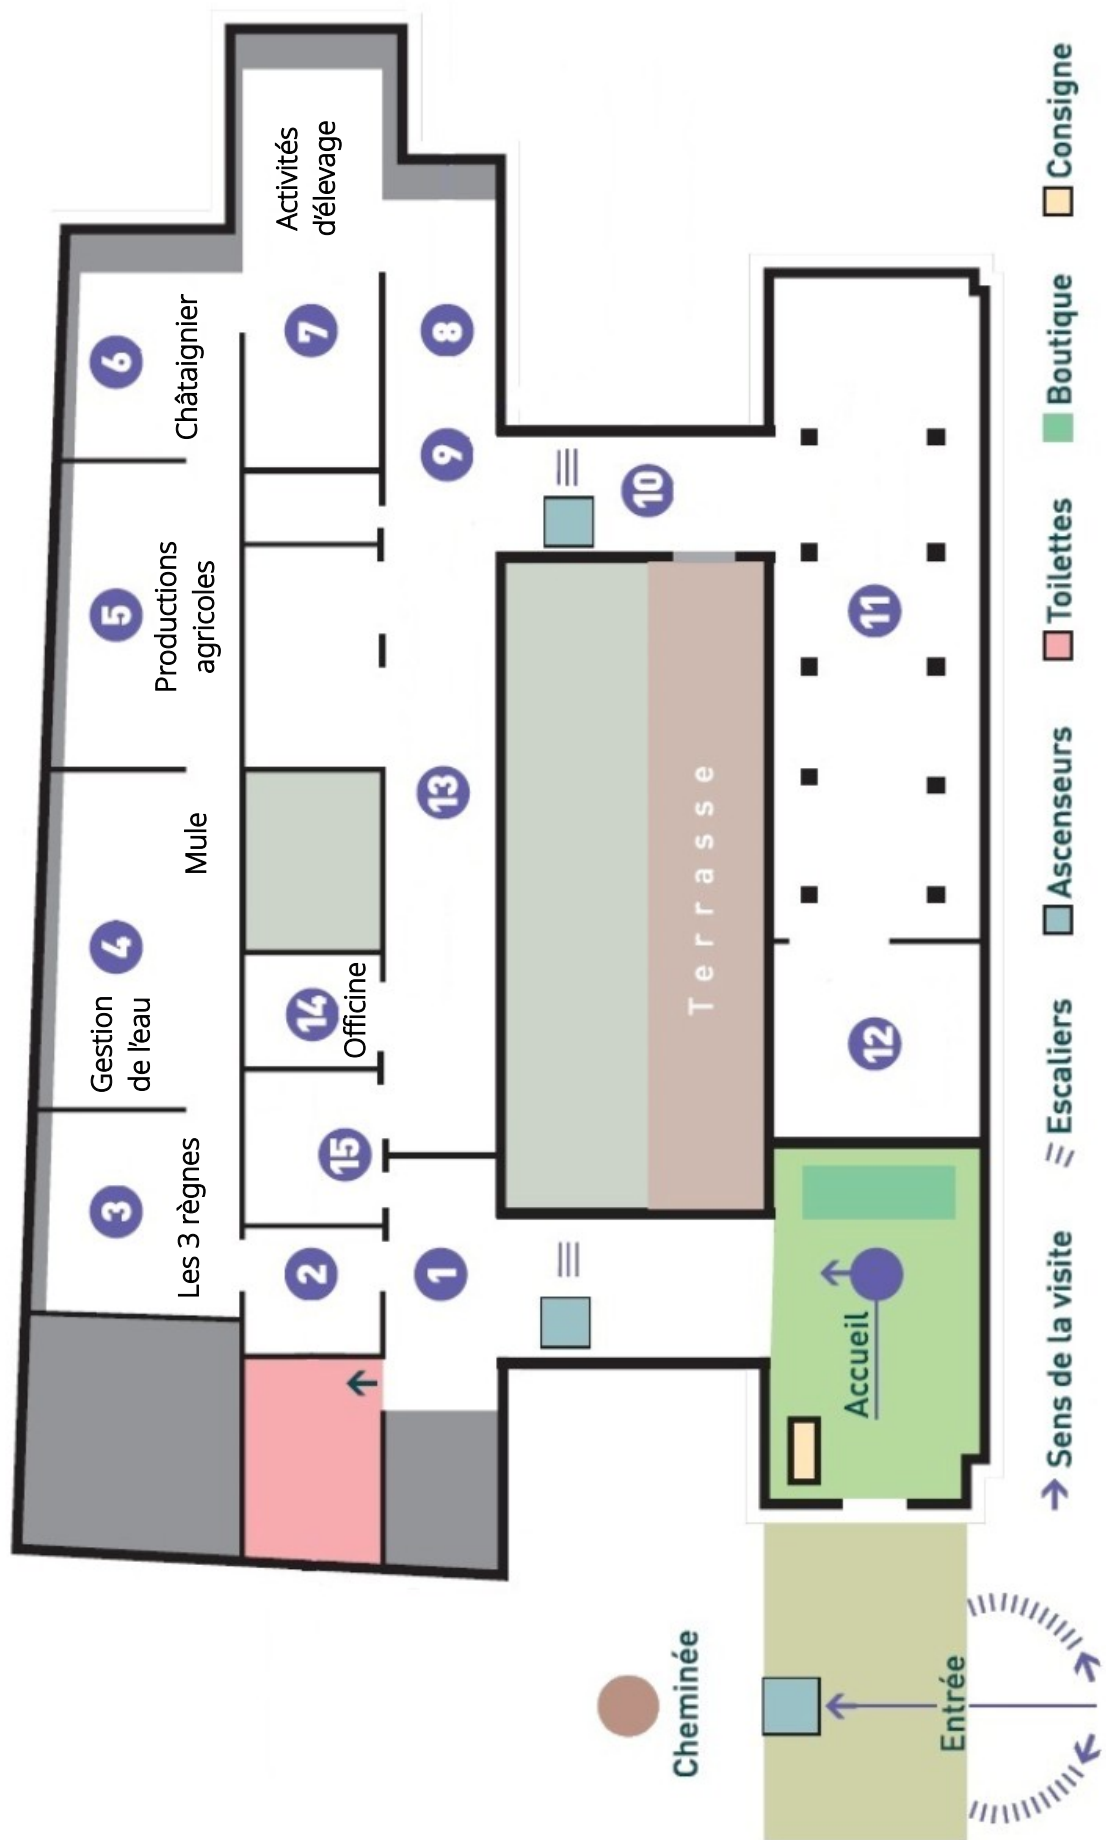 6
Châtaignier
Activités
d'élevage
7
8
9
5
Productions
agricoles
10
11
4
Gestion
de l'eau
Mule
13
Terrasse
14
Officine
15
12
3
Les 3 règnes
2
1
Accueil
Cheminée
Entrée
Sens de la visite
Escaliers
Ascenseurs
Toilettes
Boutique
Consigne